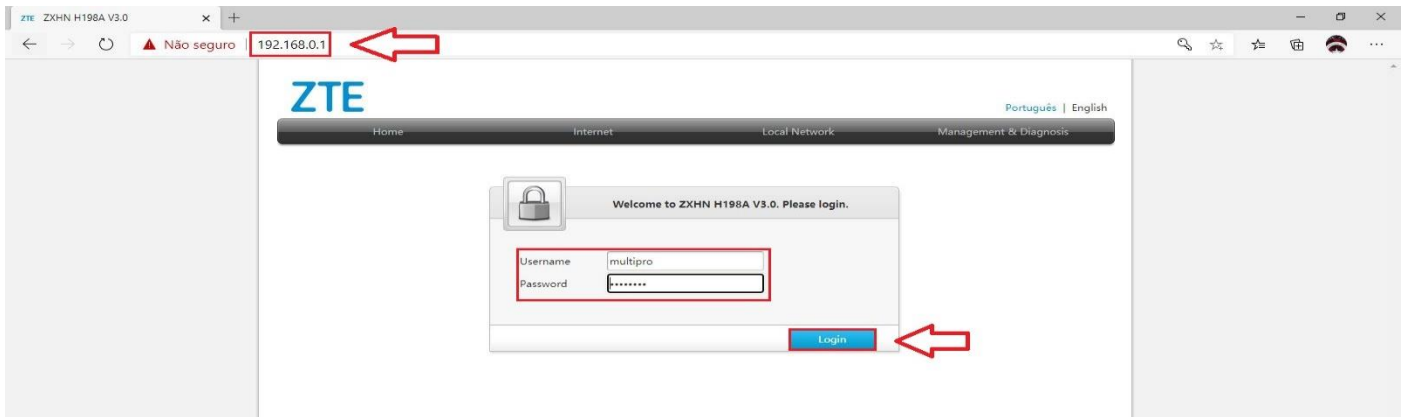 ZTE ZXHN H198A V3.0
Não seguro | 192.168.0.1
ZTE
Português | English
Home Internet Local Network Management & Diagnosis
Welcome to ZXHN H198A V3.0. Please login.
Username multipro
Password ••••••••
Login